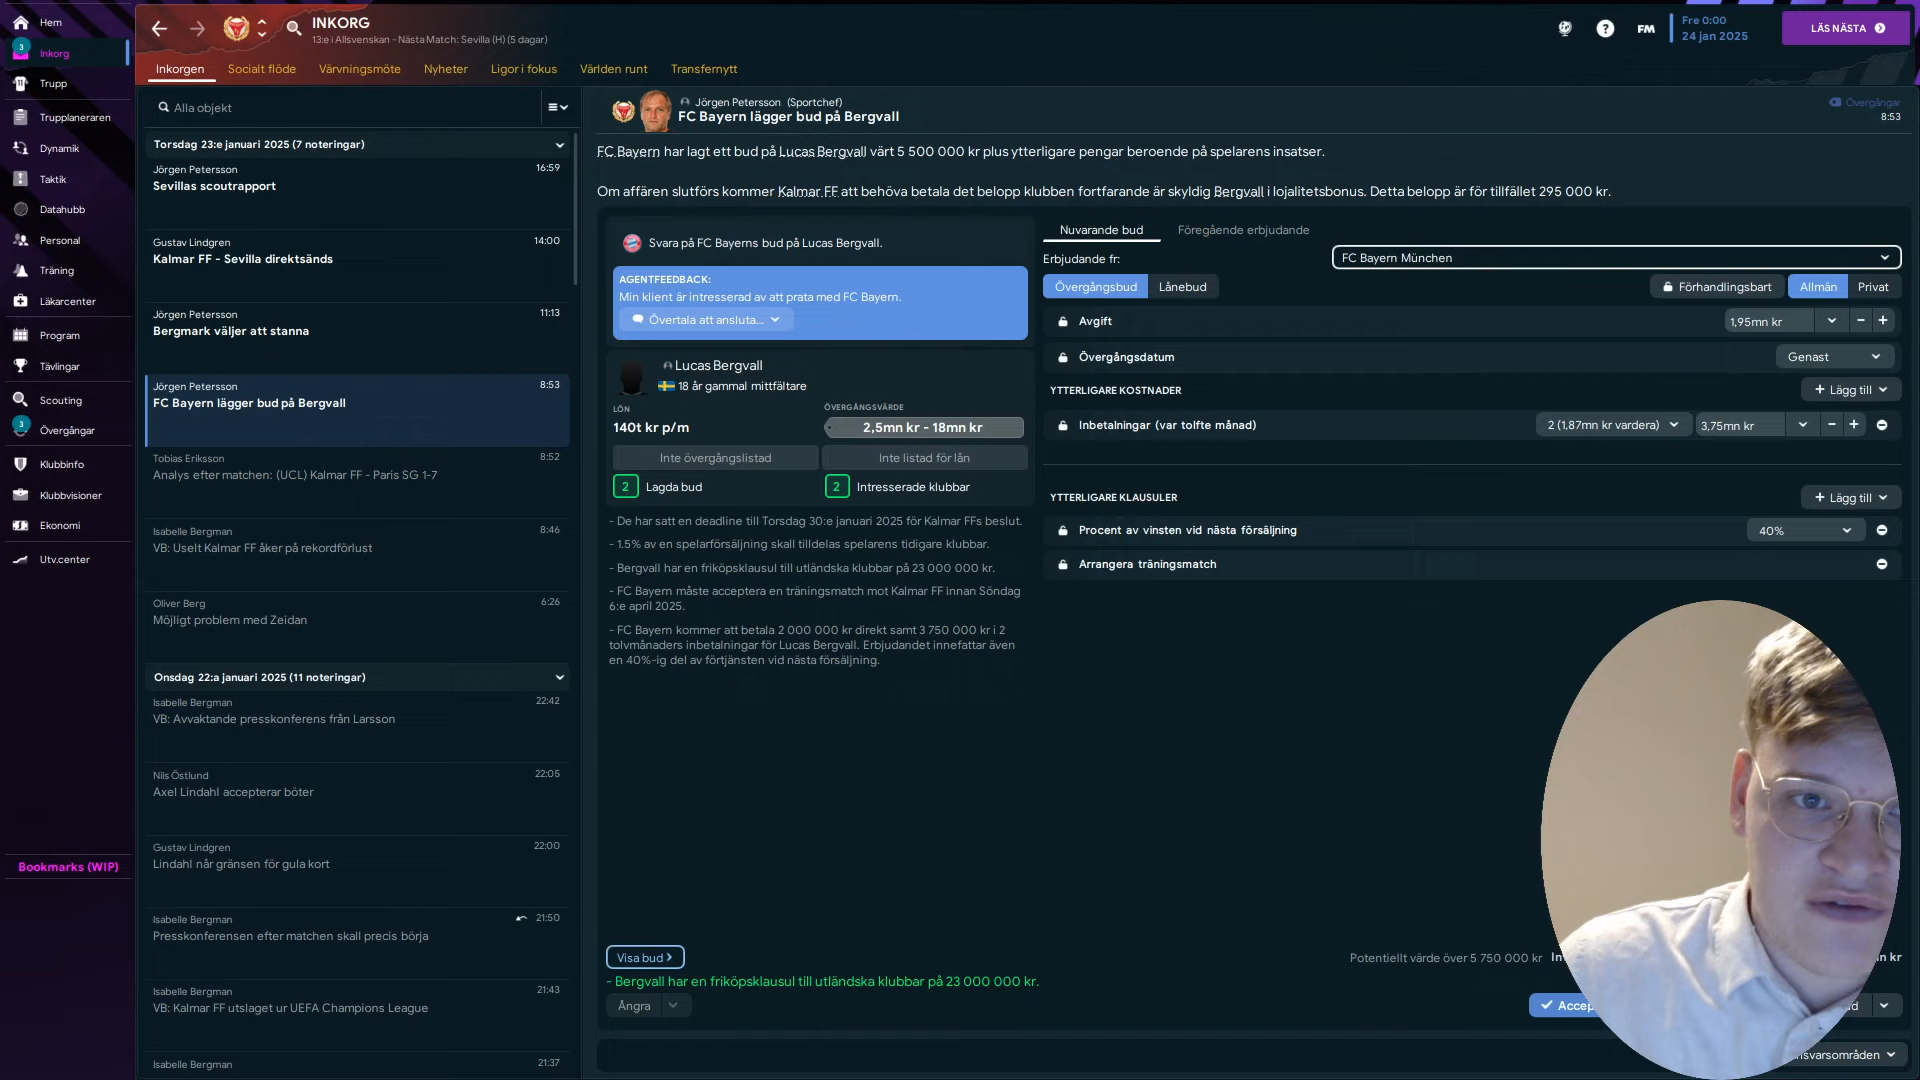 Hem
3
Inkorg
Trupp
Trupplaneraren
Dynamik
Taktik
Datahubb
Personal
Träning
Läkarcenter
Program
Tävlingar
Scouting
3
Övergångar
Klubbinfo
Klubbvisioner
Ekonomi
Utv.center
Bookmarks (WIP)
INKORG
13:e i Allsvenskan - Nästa Match: Sevilla (H) (5 dagar)
FM
Fre 0:00
24 jan 2025
LÄS NÄSTA
Inkorgen
Socialt flöde
Värvningsmöte
Nyheter
Ligor i fokus
Världen runt
Transfernytt
Alla objekt
Torsdag 23:e januari 2025 (7 noteringar)
Jörgen Petersson 16:59
Sevillas scoutrapport
Gustav Lindgren 14:00
Kalmar FF - Sevilla direktsänds
Jörgen Petersson 11:13
Bergmark väljer att stanna
Jörgen Petersson 8:53
FC Bayern lägger bud på Bergvall
Tobias Eriksson 8:52
Analys efter matchen: (UCL) Kalmar FF - Paris SG 1-7
Isabelle Bergman 8:46
VB: Uselt Kalmar FF åker på rekordförlust
Oliver Berg 6:26
Möjligt problem med Zeidan
Onsdag 22:a januari 2025 (11 noteringar)
Isabelle Bergman 22:42
VB: Avvaktande presskonferens från Larsson
Nils Östlund 22:05
Axel Lindahl accepterar böter
Gustav Lindgren 22:00
Lindahl når gränsen för gula kort
Isabelle Bergman 21:50
Presskonferensen efter matchen skall precis börja
Isabelle Bergman 21:43
VB: Kalmar FF utslaget ur UEFA Champions League
Isabelle Bergman 21:37
Jörgen Petersson (Sportchef)
FC Bayern lägger bud på Bergvall
Övergångar
8:53
FC Bayern har lagt ett bud på Lucas Bergvall värt 5 500 000 kr plus ytterligare pengar beroende på spelarens insatser.
Om affären slutförs kommer Kalmar FF att behöva betala det belopp klubben fortfarande är skyldig Bergvall i lojalitetsbonus. Detta belopp är för tillfället 295 000 kr.
Svara på FC Bayerns bud på Lucas Bergvall.
AGENTFEEDBACK:
Min klient är intresserad av att prata med FC Bayern.
Övertala att ansluta...
Lucas Bergvall
18 år gammal mittfältare
LÖN
140t kr p/m
ÖVERGÅNGSVÄRDE
2,5mn kr - 18mn kr
Inte övergångslistad
Inte listad för lån
2 Lagda bud
2 Intresserade klubbar
- De har satt en deadline till Torsdag 30:e januari 2025 för Kalmar FFs beslut.
- 1.5% av en spelarförsäljning skall tilldelas spelarens tidigare klubbar.
- Bergvall har en friköpsklausul till utländska klubbar på 23 000 000 kr.
- FC Bayern måste acceptera en träningsmatch mot Kalmar FF innan Söndag
6:e april 2025.
- FC Bayern kommer att betala 2 000 000 kr direkt samt 3 750 000 kr i 2
tolvmånaders inbetalningar för Lucas Bergvall. Erbjudandet innefattar även
en 40%-ig del av förtjänsten vid nästa försäljning.
Nuvarande bud
Föregående erbjudande
Erbjudande fr:
FC Bayern München
Övergångsbud
Lånebud
Förhandlingsbart
Allmän
Privat
Avgift
1,95mn kr
Övergångsdatum
Genast
YTTERLIGARE KOSTNADER
Lägg till
Inbetalningar (var tolfte månad)
2 (1,87mn kr vardera)
3,75mn kr
YTTERLIGARE KLAUSULER
Lägg till
Procent av vinsten vid nästa försäljning
40%
Arrangera träningsmatch
Visa bud
Potentiellt värde över 5 750 000 kr
- Bergvall har en friköpsklausul till utländska klubbar på 23 000 000 kr.
Ångra